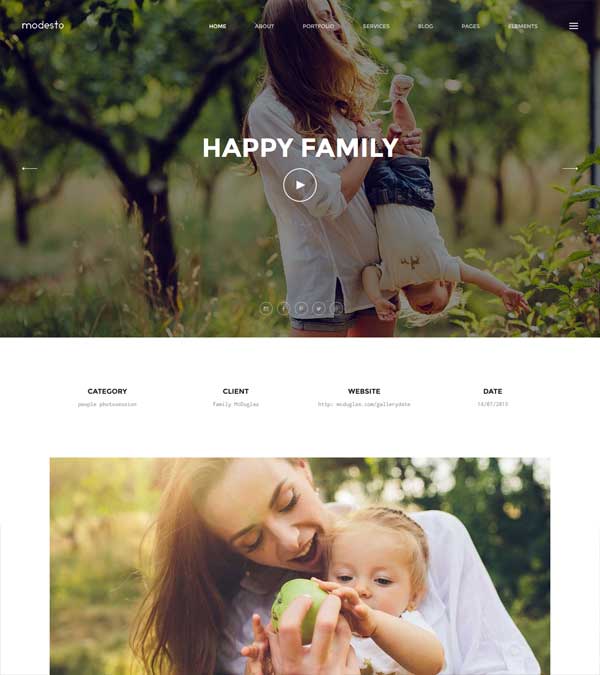 modesto
HOME ABOUT PORTFOLIO SERVICES BLOG PAGES ELEMENTS
HAPPY FAMILY
CATEGORY CLIENT WEBSITE DATE
people photosession family McDuglas http: mcduglas.com/gallerydate 14/07/2015